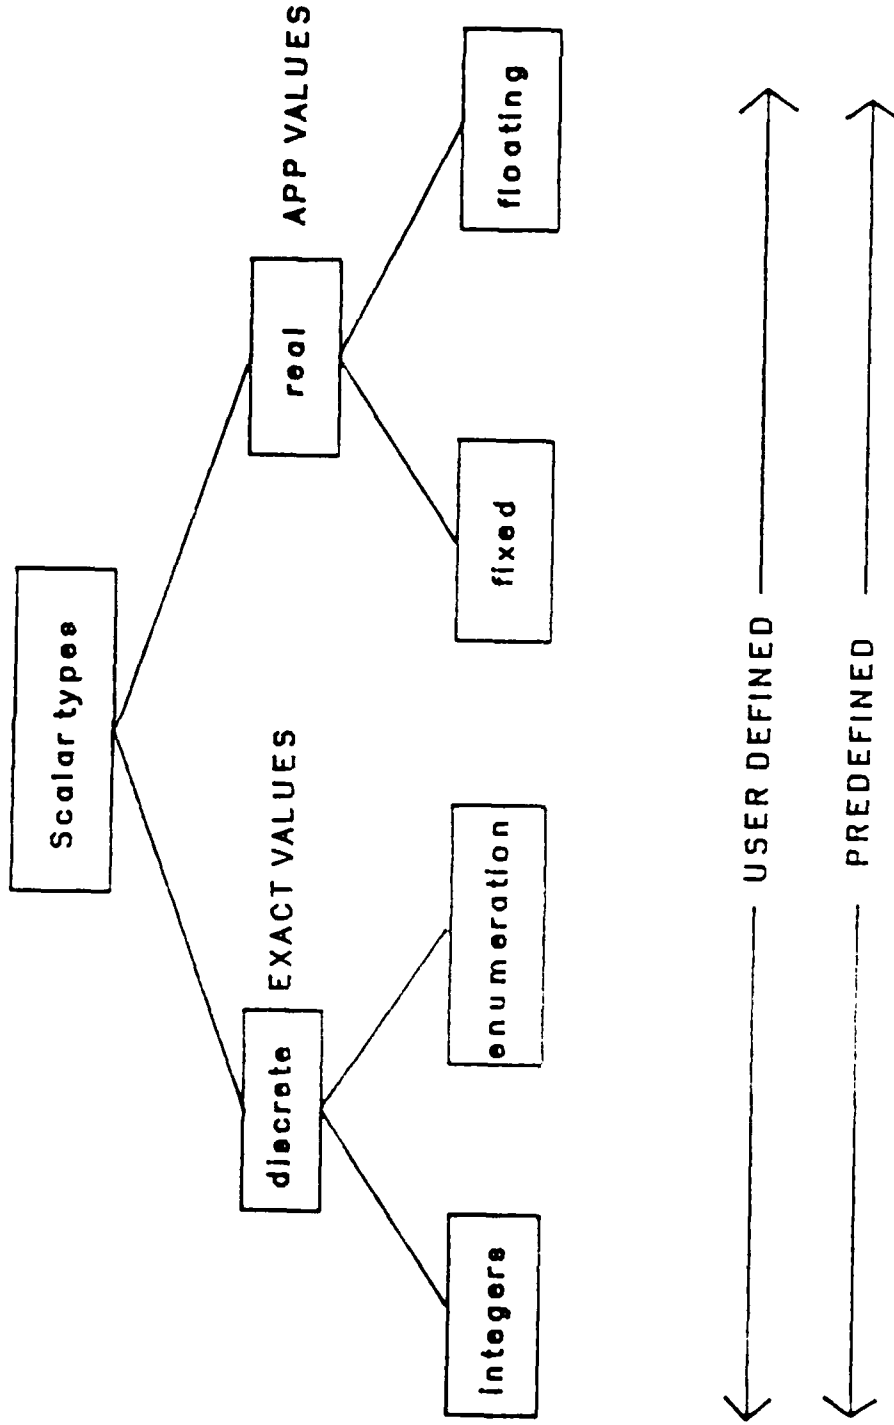 Scalar types
discrete
EXACT VALUES
real
APP VALUES
integers
enumeration
fixed
floating
USER DEFINED
PREDEFINED